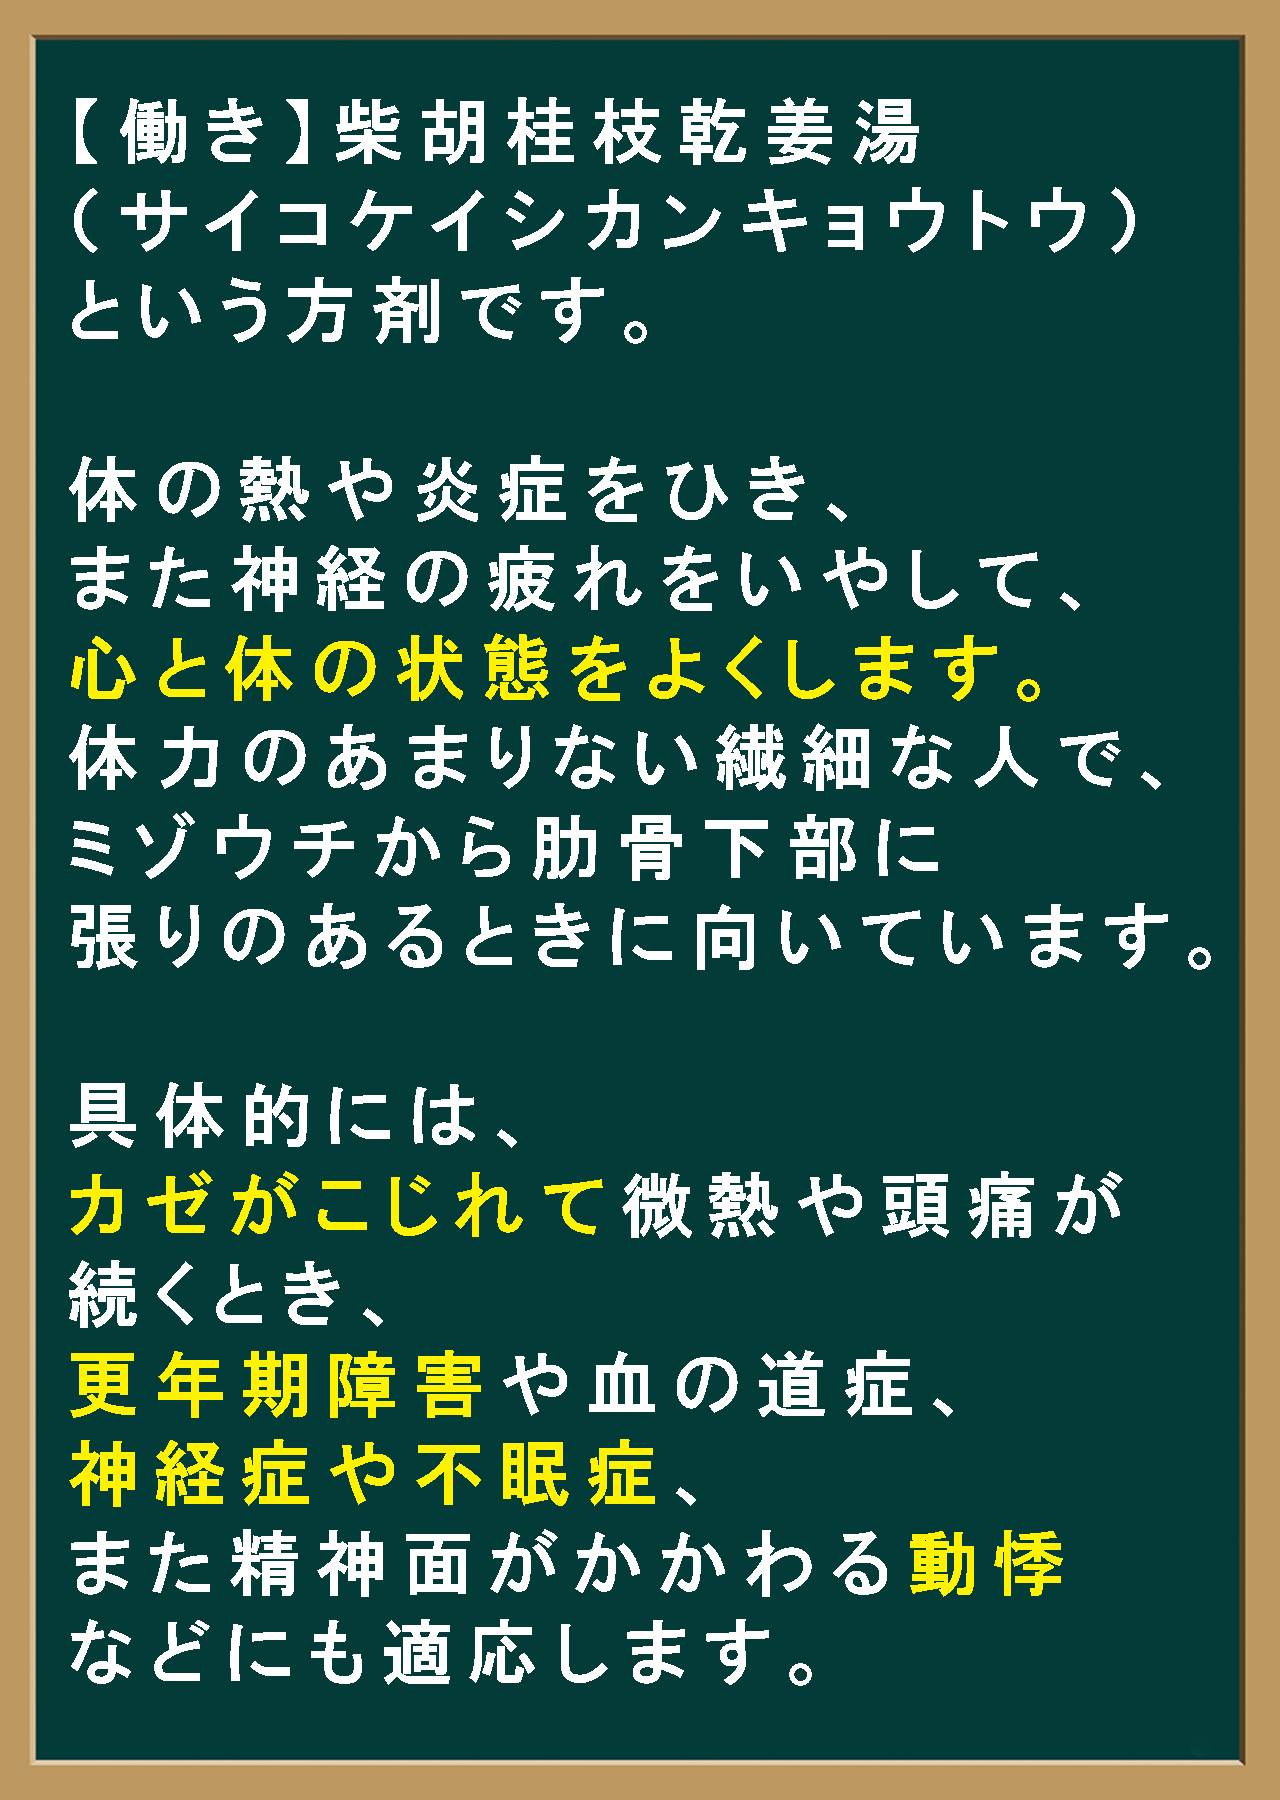 【働き】柴胡桂枝乾姜湯
（サイコケイシカンキョウトウ）
という方剤です。
体の熱や炎症をひき、
また神経の疲れをいやして、
心と体の状態をよくします。
体力のあまりない繊細な人で、
ミゾウチから肋骨下部に
張りのあるときに向いています。
具体的には、
カゼがこじれて微熱や頭痛が
続くとき、
更年期障害や血の道症、
神経症や不眠症、
また精神面がかかわる動悸
などにも適応します。